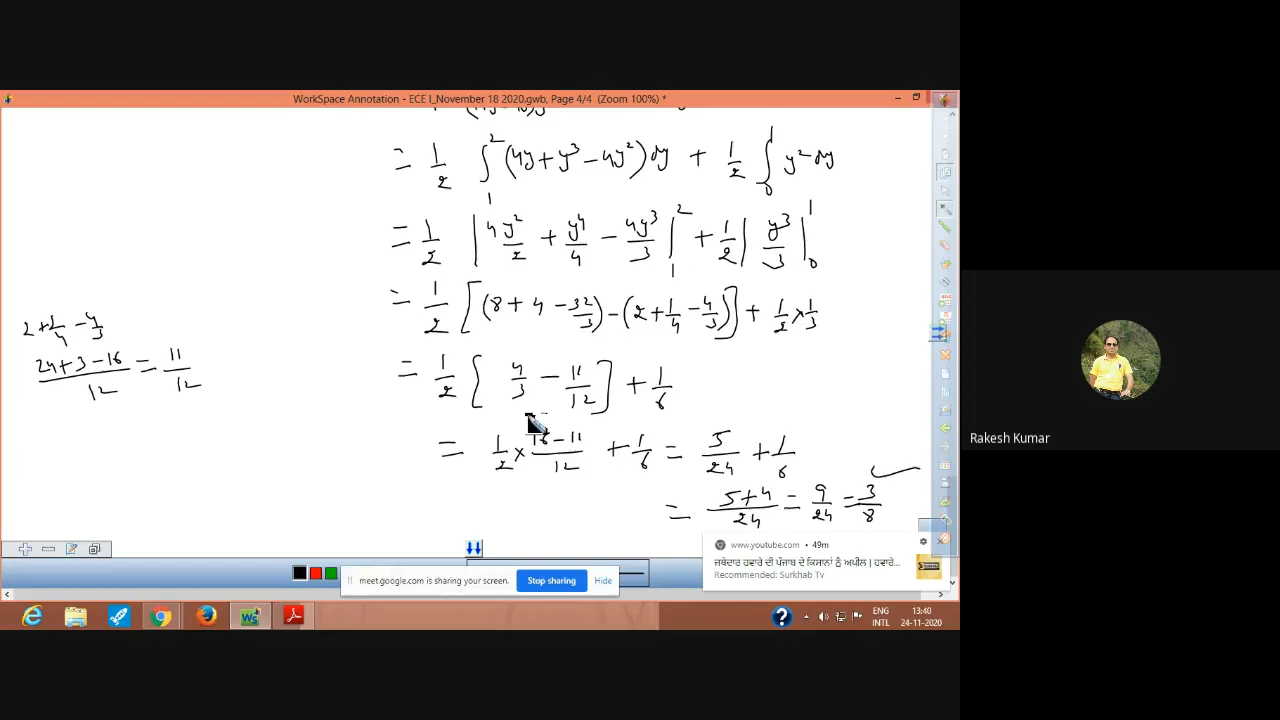 WorkSpace Annotation - ECE I_November 18 2020.gwb, Page 4/4 (Zoom 100%) *
= 1/2 ∫₁² (4y + y³ − 4y²) dy + 1/2 ∫₀¹ y² dy
= 1/2 | 4 y²/2 + y⁴/4 − 4y³/3 |₁² + 1/2 | y³/3 |₀¹
= 1/2 [ (8 + 4 − 32/3) − (2 + 1/4 − 4/3) ] + 1/2 × 1/3
2 + 1/4 − 4/3
(24 + 3 − 16)/12 = 11/12
= 1/2 [ 4/3 − 11/12 ] + 1/6
= 1/2 × (16 − 11)/12 + 1/6 = 5/24 + 1/6
= (5 + 4)/24 = 9/24 = 3/8
Rakesh Kumar
www.youtube.com • 49m
ਜਥੇਦਾਰ ਹਵਾਰੇ ਦੀ ਪੰਜਾਬ ਦੇ ਕਿਸਾਨਾਂ ਨੂੰ ਅਪੀਲ | ਹਵਾਰੇ...
Recommended: Surkhab Tv
meet.google.com is sharing your screen.
Stop sharing
Hide
ENG
INTL
13:40
24-11-2020